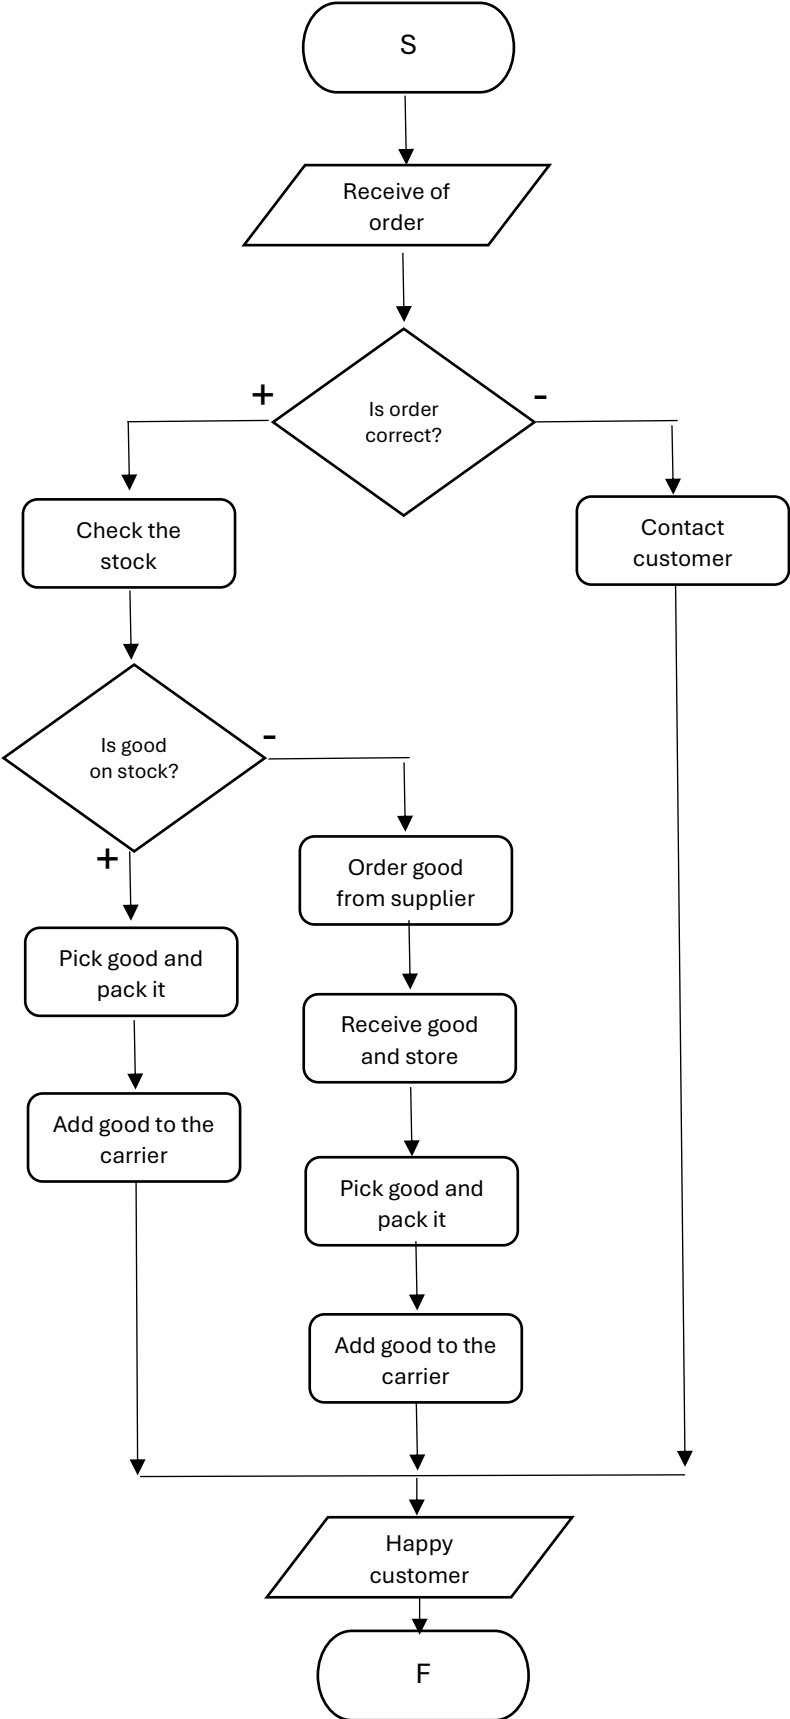 S
Receive of
order
+
-
Is order
correct?
Check the
stock
Contact
customer
-
Is good
on stock?
+
Order good
from supplier
Pick good and
pack it
Receive good
and store
Add good to the
carrier
Pick good and
pack it
Add good to the
carrier
Happy
customer
F